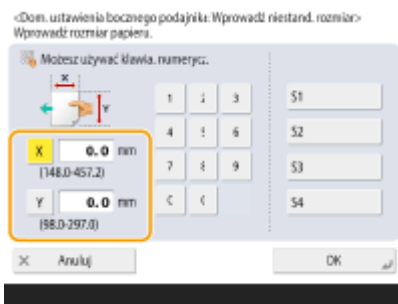 <Dom. ustawienia bocznego podajnika: Wprowadź niestand. rozmiar>
Wprowadź rozmiar papieru.
Możesz używać klawia. numerycz.
X
Y
1 2 3 S1
4 5 6 S2
X 0.0 mm
(148.0-457.2)
7 8 9 S3
Y 0.0 mm
C S4
(98.0-297.0)
× Anuluj OK